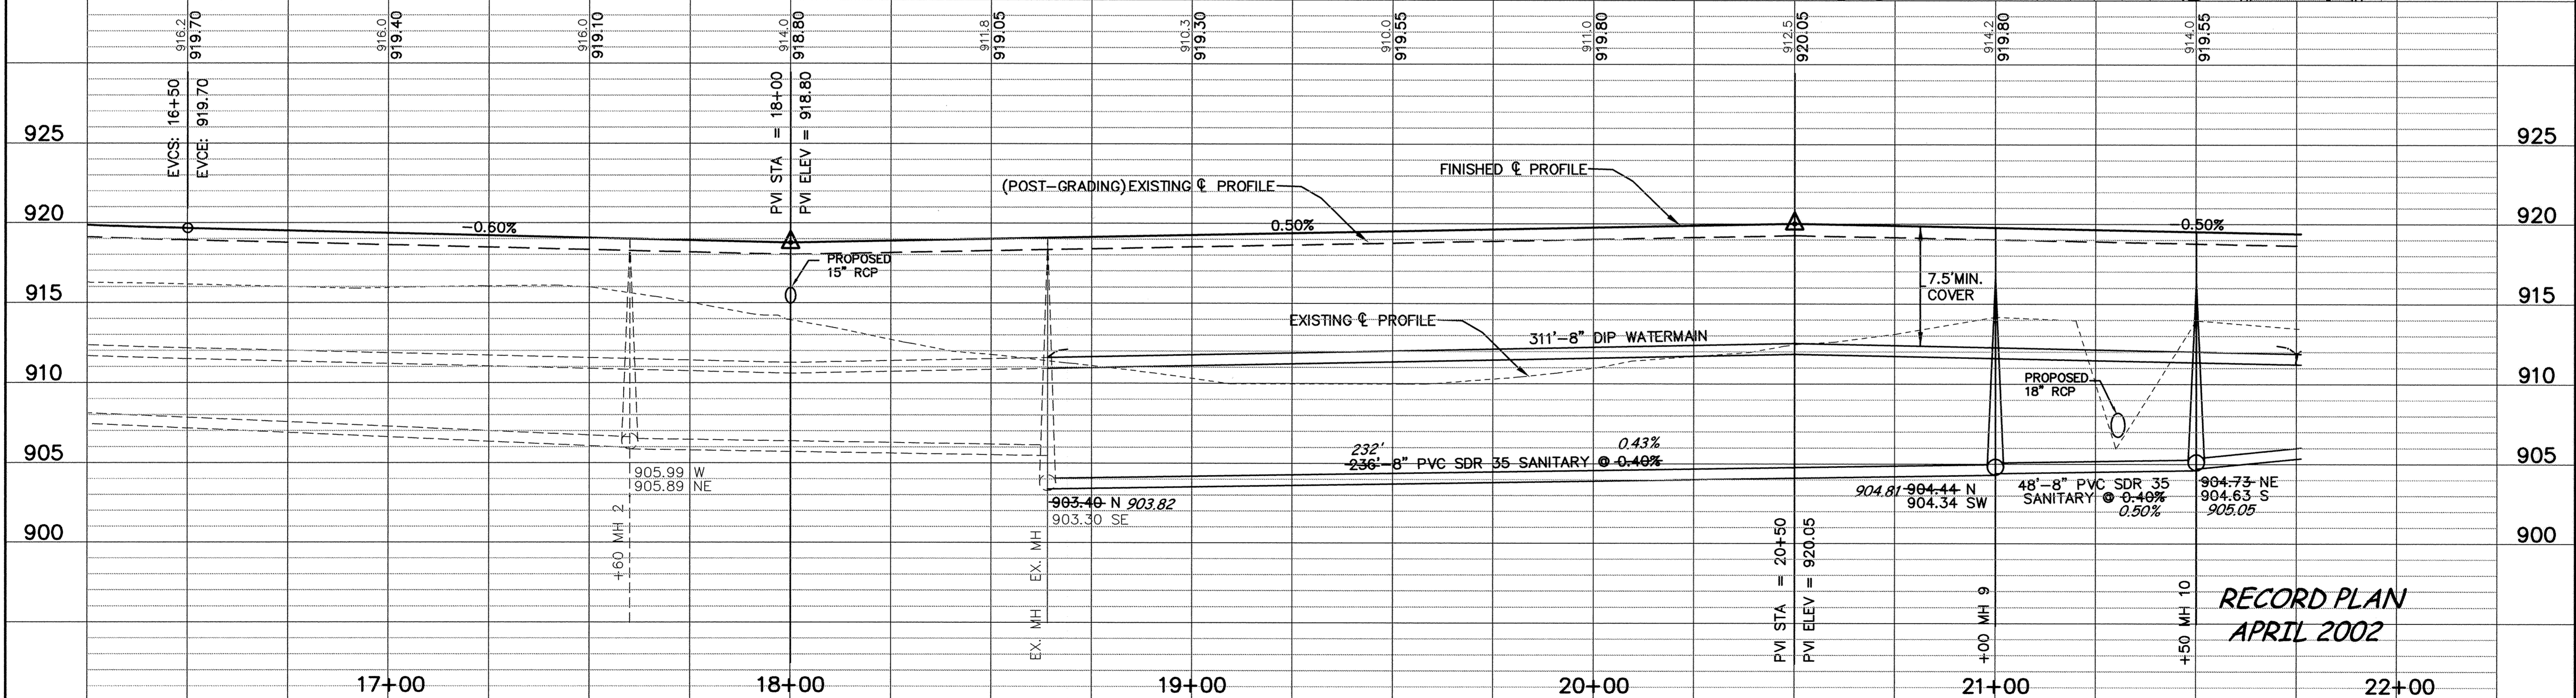 916.2
919.70
916.0
919.40
916.0
919.10
914.0
918.80
911.8
919.05
910.3
919.30
910.0
919.55
911.0
919.80
912.5
920.05
914.2
919.80
914.0
919.55
EVCS: 16+50
EVCE: 919.70
PVI STA = 18+00
PVI ELEV = 918.80
925
925
920
920
915
915
910
910
905
905
900
900
-0.60%
0.50%
-0.50%
(POST-GRADING) EXISTING ℄ PROFILE
FINISHED ℄ PROFILE
PROPOSED
15" RCP
EXISTING ℄ PROFILE
311'-8" DIP WATERMAIN
7.5'MIN.
COVER
PROPOSED
18" RCP
232'
0.43%
236'-8" PVC SDR 35 SANITARY @ 0.40%
905.99 W
905.89 NE
+60 MH 2
903.40 N 903.82
903.30 SE
EX. MH EX. MH
904.81 904.44 N
904.34 SW
48'-8" PVC SDR 35
SANITARY @ 0.40%
0.50%
904.73 NE
904.63 S
905.05
PVI STA = 20+50
PVI ELEV = 920.05
+00 MH 9
+50 MH 10
RECORD PLAN
APRIL 2002
17+00
18+00
19+00
20+00
21+00
22+00